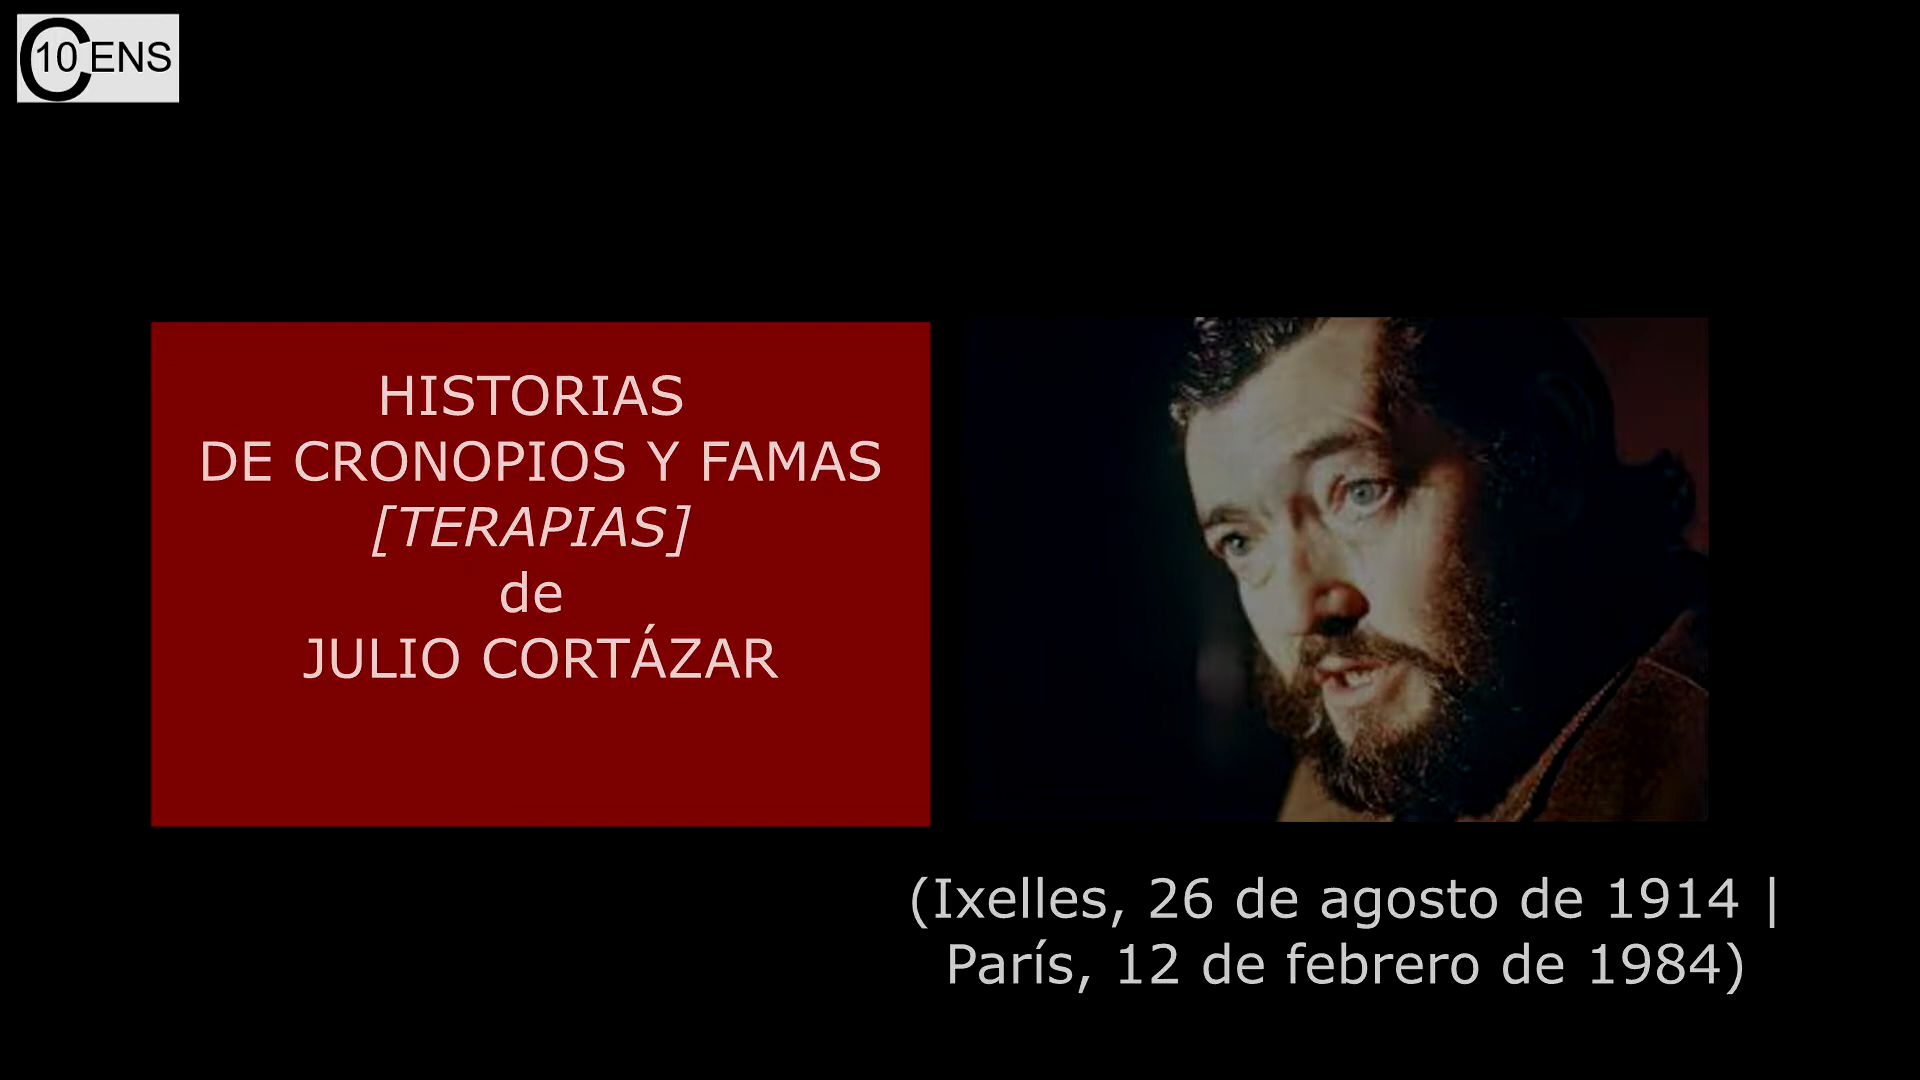 C10 ENS
HISTORIAS
DE CRONOPIOS Y FAMAS
[TERAPIAS]
de
JULIO CORTÁZAR
(Ixelles, 26 de agosto de 1914 |
París, 12 de febrero de 1984)